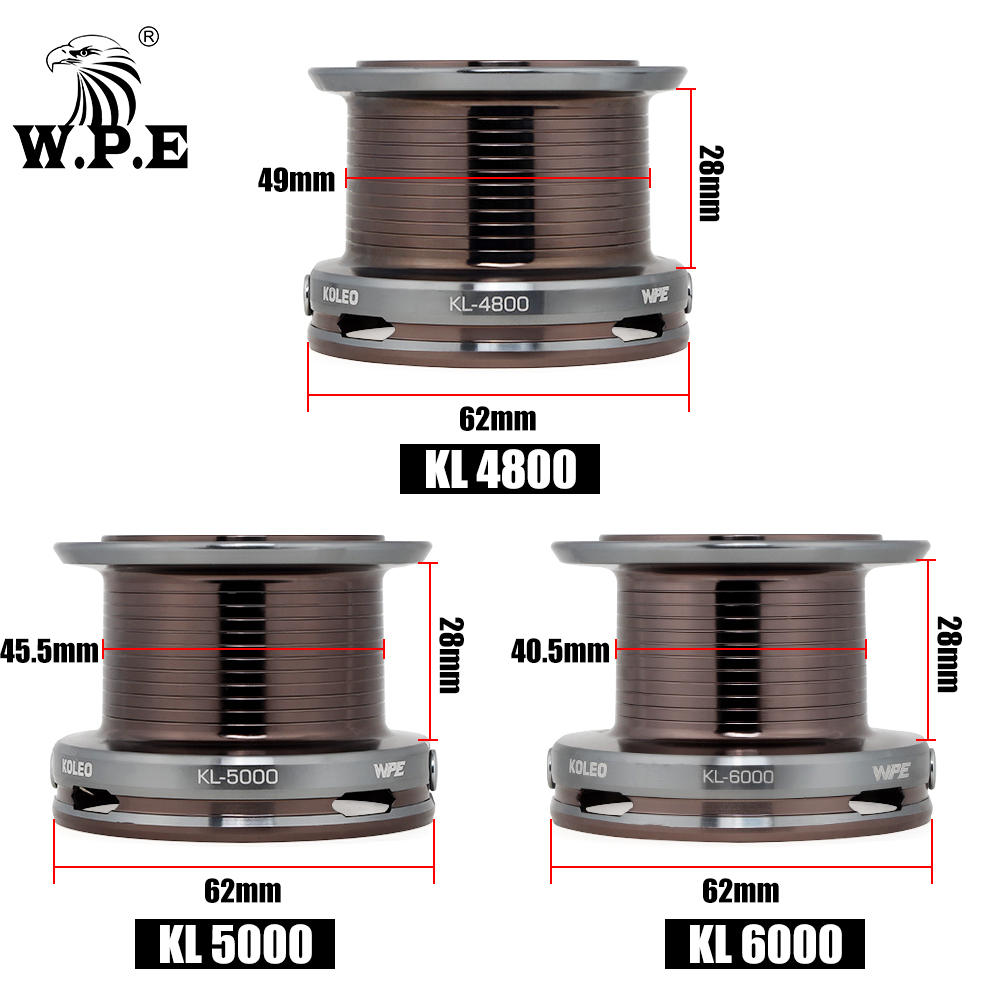 ®
W.P.E
49mm
28mm
KOLEO KL-4800 WPE
62mm
KL 4800
45.5mm
28mm
KOLEO KL-5000 WPE
62mm
KL 5000
40.5mm
28mm
KOLEO KL-6000 WPE
62mm
KL 6000